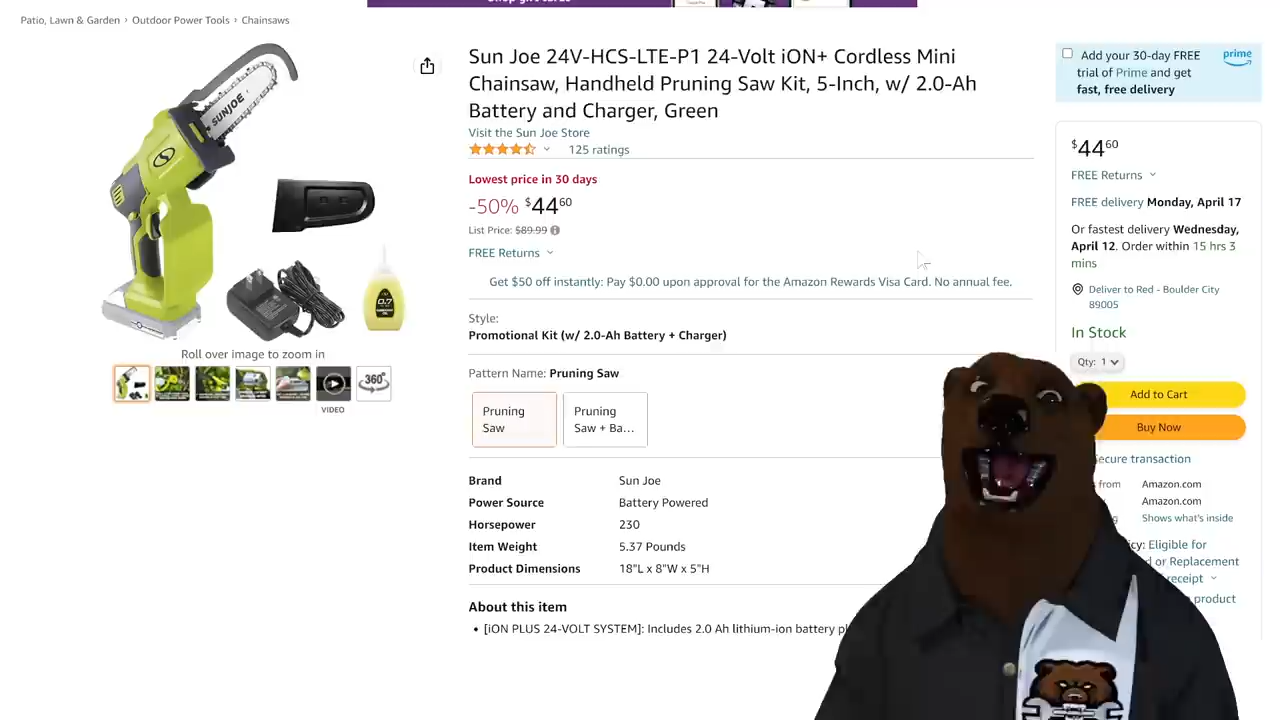 Patio, Lawn & Garden › Outdoor Power Tools › Chainsaws
Sun Joe 24V-HCS-LTE-P1 24-Volt iON+ Cordless Mini
Chainsaw, Handheld Pruning Saw Kit, 5-Inch, w/ 2.0-Ah
Battery and Charger, Green
Visit the Sun Joe Store
125 ratings
Lowest price in 30 days
-50% $44 60
List Price: $89.99
FREE Returns
Get $50 off instantly: Pay $0.00 upon approval for the Amazon Rewards Visa Card. No annual fee.
Style:
Promotional Kit (w/ 2.0-Ah Battery + Charger)
Pattern Name: Pruning Saw
Pruning
Saw
Pruning
Saw + Ba...
Brand Sun Joe
Power Source Battery Powered
Horsepower 230
Item Weight 5.37 Pounds
Product Dimensions 18"L x 8"W x 5"H
About this item
• [iON PLUS 24-VOLT SYSTEM]: Includes 2.0 Ah lithium-ion battery
SUNJOE
0.7
Roll over image to zoom in
360°
VIDEO
Add your 30-day FREE
trial of Prime and get
fast, free delivery
prime
$44 60
FREE Returns
FREE delivery Monday, April 17
Or fastest delivery Wednesday,
April 12. Order within 15 hrs 3
mins
Deliver to Red - Boulder City
89005
In Stock
Qty: 1
Add to Cart
Buy Now
transaction
from Amazon.com
Amazon.com
Shows what's inside
Eligible for
Replacement
receipt
product